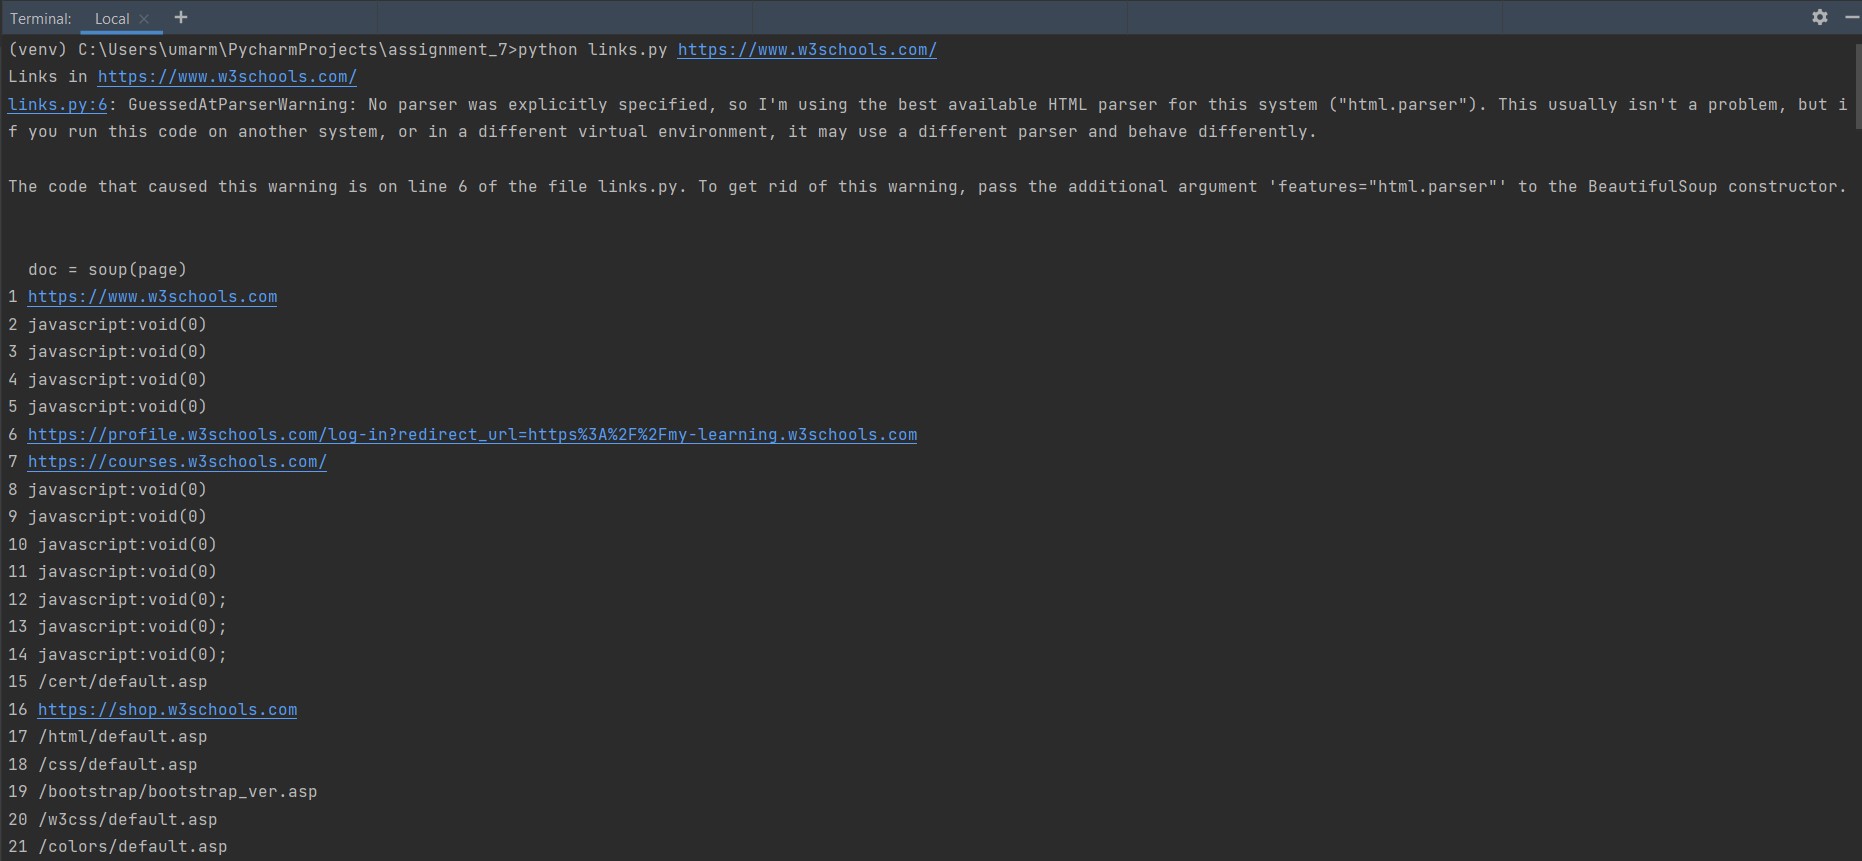 Terminal: Local × +
(venv) C:\Users\umarm\PycharmProjects\assignment_7>python links.py https://www.w3schools.com/
Links in https://www.w3schools.com/
links.py:6: GuessedAtParserWarning: No parser was explicitly specified, so I'm using the best available HTML parser for this system ("html.parser"). This usually isn't a problem, but i
f you run this code on another system, or in a different virtual environment, it may use a different parser and behave differently.
The code that caused this warning is on line 6 of the file links.py. To get rid of this warning, pass the additional argument 'features="html.parser"' to the BeautifulSoup constructor.
  doc = soup(page)
1 https://www.w3schools.com
2 javascript:void(0)
3 javascript:void(0)
4 javascript:void(0)
5 javascript:void(0)
6 https://profile.w3schools.com/log-in?redirect_url=https%3A%2F%2Fmy-learning.w3schools.com
7 https://courses.w3schools.com/
8 javascript:void(0)
9 javascript:void(0)
10 javascript:void(0)
11 javascript:void(0)
12 javascript:void(0);
13 javascript:void(0);
14 javascript:void(0);
15 /cert/default.asp
16 https://shop.w3schools.com
17 /html/default.asp
18 /css/default.asp
19 /bootstrap/bootstrap_ver.asp
20 /w3css/default.asp
21 /colors/default.asp